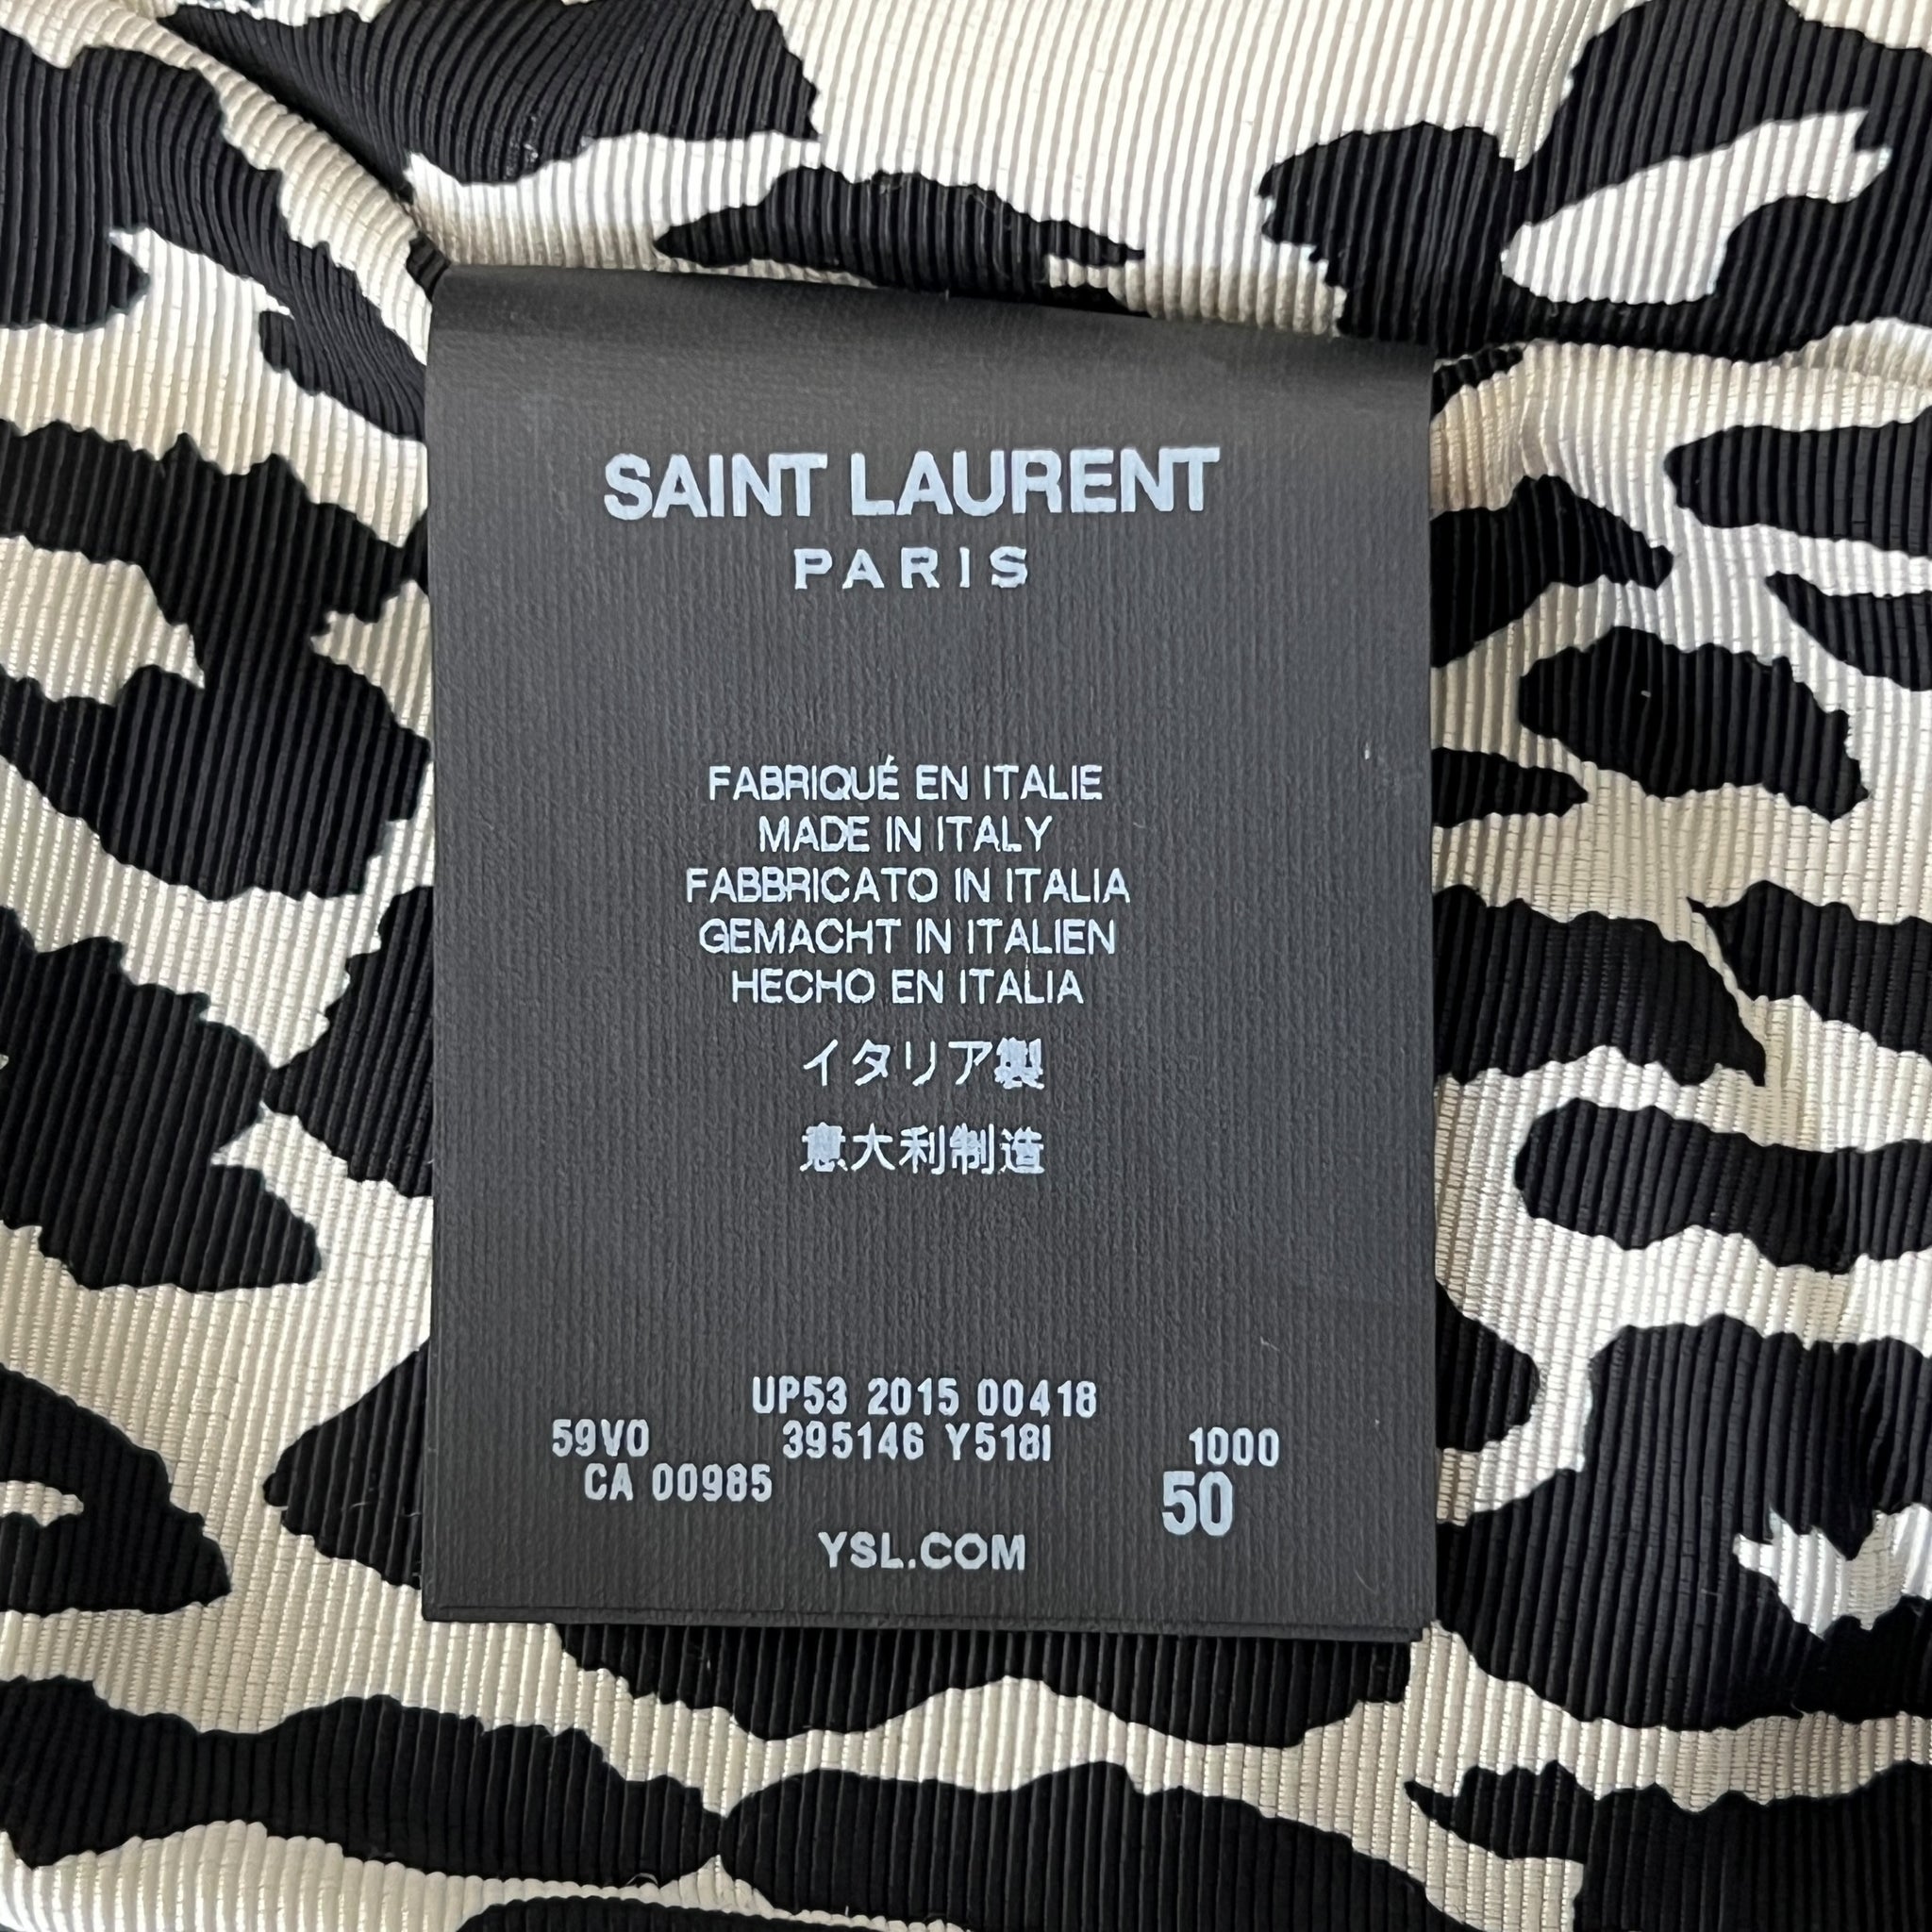 SAINT LAURENT
PARIS
FABRIQUÉ EN ITALIE
MADE IN ITALY
FABBRICATO IN ITALIA
GEMACHT IN ITALIEN
HECHO EN ITALIA
イタリア製
意大利制造
UP53 2015 00418
59V0 395146 Y518I 1000
CA 00985 50
YSL.COM